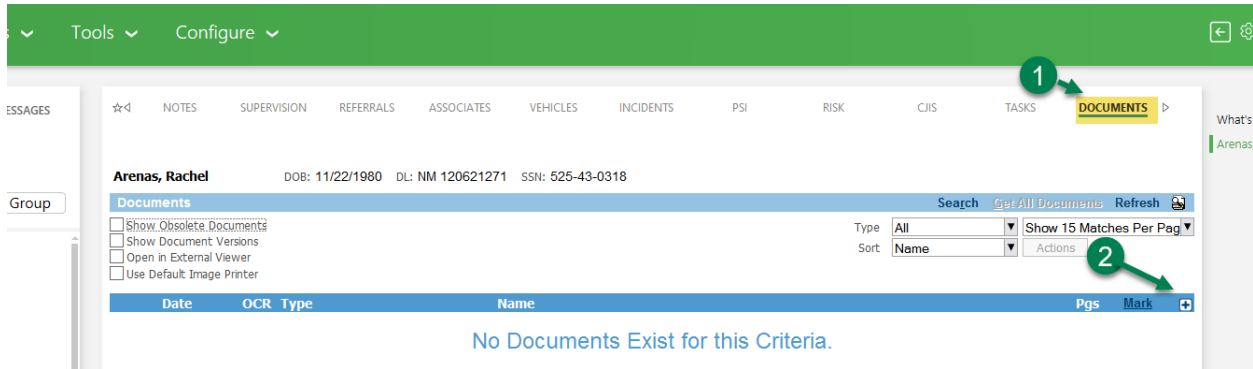 Tools Configure
1
ESSAGES NOTES SUPERVISION REFERRALS ASSOCIATES VEHICLES INCIDENTS PSI RISK CJIS TASKS DOCUMENTS
What's
Arenas
Arenas, Rachel DOB: 11/22/1980 DL: NM 120621271 SSN: 525-43-0318
Group
Documents Search Get All Documents Refresh
Show Obsolete Documents Type All Show 15 Matches Per Pag
Show Document Versions
Sort Name Actions
Open in External Viewer
2
Use Default Image Printer
Date OCR Type Name Pgs Mark
No Documents Exist for this Criteria.